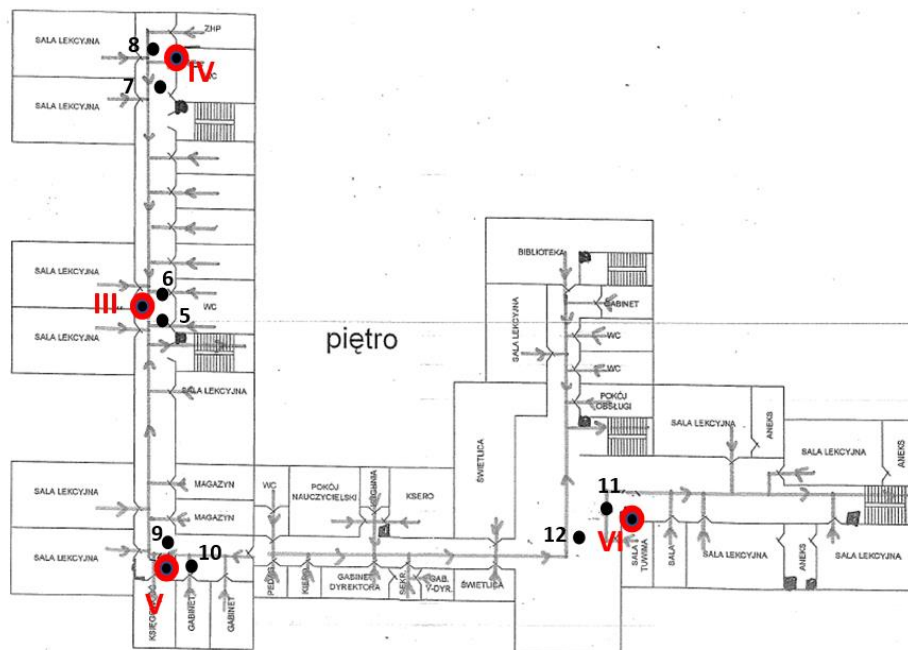 ZHP
SALA LEKCYJNA
8
IV
WC
7
SALA LEKCYJNA
BIBLIOTEKA
SALA LEKCYJNA
6
III
WC
5
GABINET
SALA LEKCYJNA
SALA LEKCYJNA
piętro
WC
WC
SALA LEKCYJNA
POKÓJ
OBSŁUGI
SALA LEKCYJNA
ANEKS
ŚWIETLICA
SALA LEKCYJNA
ANEKS
SALA LEKCYJNA
MAGAZYN
WC
POKÓJ
NAUCZYCIELSKI
KSERO
MAGAZYN
11
9
12
VI
10
SALA LEKCYJNA
V
GABINET
GABINET
KIERO
GABINET
DYREKTORA
SEKR.
GAB.
V-DYR.
ŚWIETLICA
SALA
TUWIMA
SALA
SALA LEKCYJNA
ANEKS
SALA LEKCYJNA